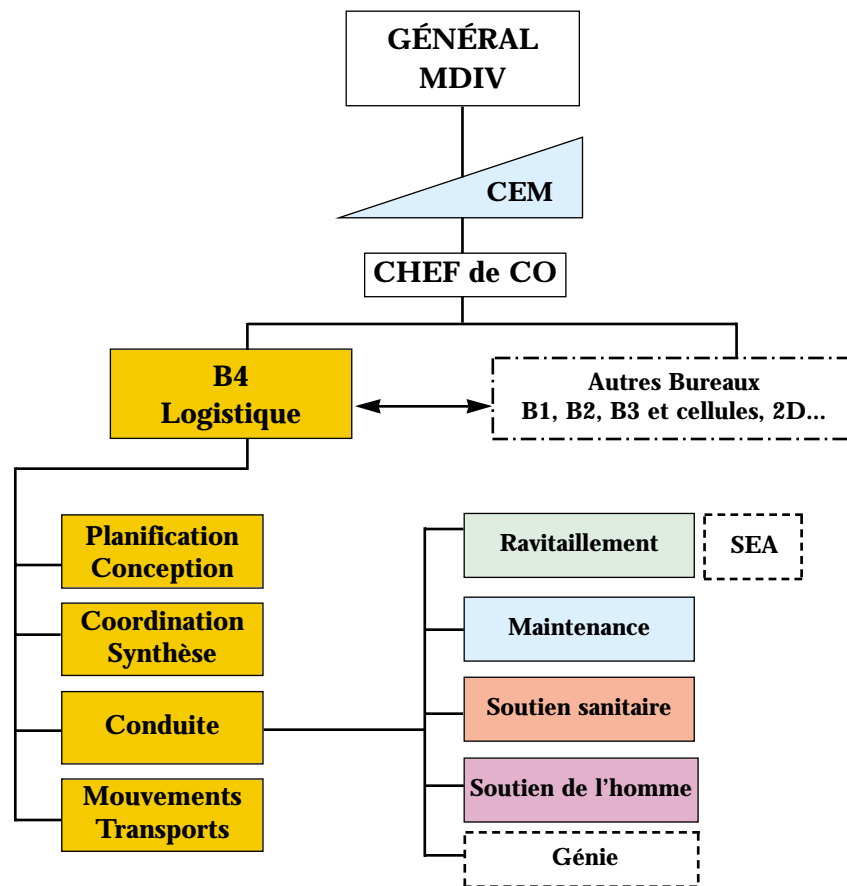 GÉNÉRAL
MDIV
CEM
CHEF de CO
B4
Logistique
Autres Bureaux
B1, B2, B3 et cellules, 2D...
Planification
Conception
Coordination
Synthèse
Conduite
Mouvements
Transports
Ravitaillement
SEA
Maintenance
Soutien sanitaire
Soutien de l'homme
Génie